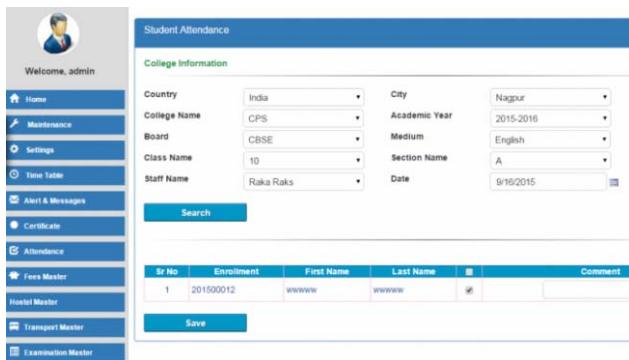 Welcome, admin
Home
Maintenance
Settings
Time Table
Alert & Messages
Certificate
Attendance
Fees Master
Hostel Master
Transport Master
Examination Master
Student Attendance
College Information
Country India City Nagpur
College Name CPS Academic Year 2015-2016
Board CBSE Medium English
Class Name 10 Section Name A
Staff Name Raka Raks Date 9/16/2015
Search
Sr No Enrollment First Name Last Name Comment
1 201500012 wwwww wwwww
Save